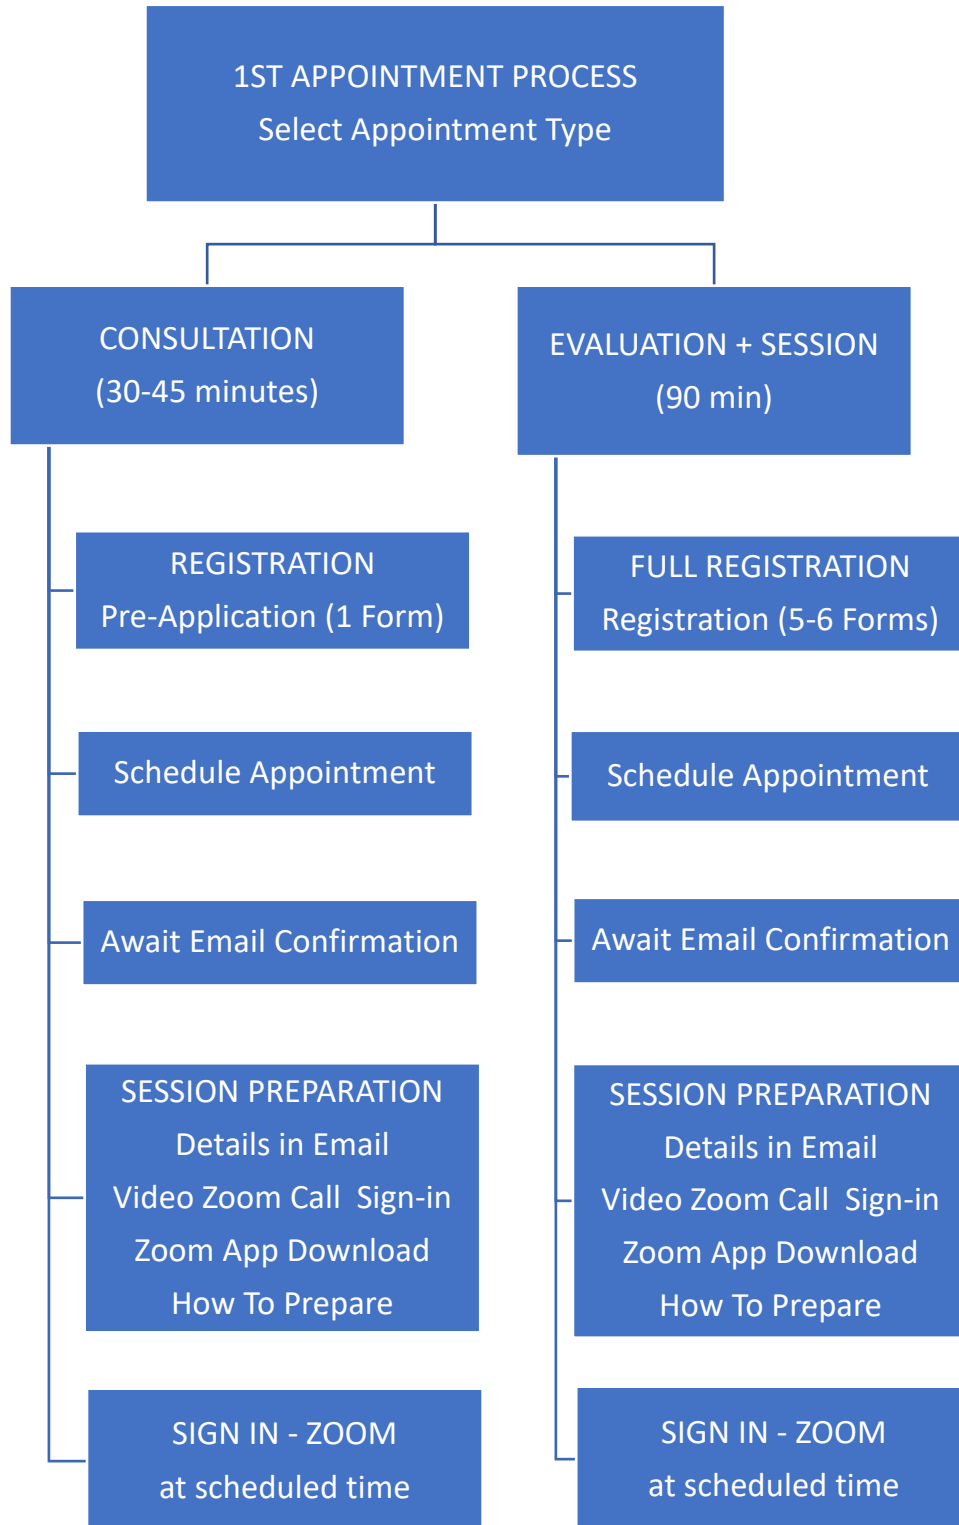 1ST APPOINTMENT PROCESS
Select Appointment Type
CONSULTATION
(30-45 minutes)
REGISTRATION
Pre-Application (1 Form)
Schedule Appointment
Await Email Confirmation
SESSION PREPARATION
Details in Email
Video Zoom Call  Sign-in
Zoom App Download
How To Prepare
SIGN IN - ZOOM
at scheduled time
EVALUATION + SESSION
(90 min)
FULL REGISTRATION
Registration (5-6 Forms)
Schedule Appointment
Await Email Confirmation
SESSION PREPARATION
Details in Email
Video Zoom Call  Sign-in
Zoom App Download
How To Prepare
SIGN IN - ZOOM
at scheduled time